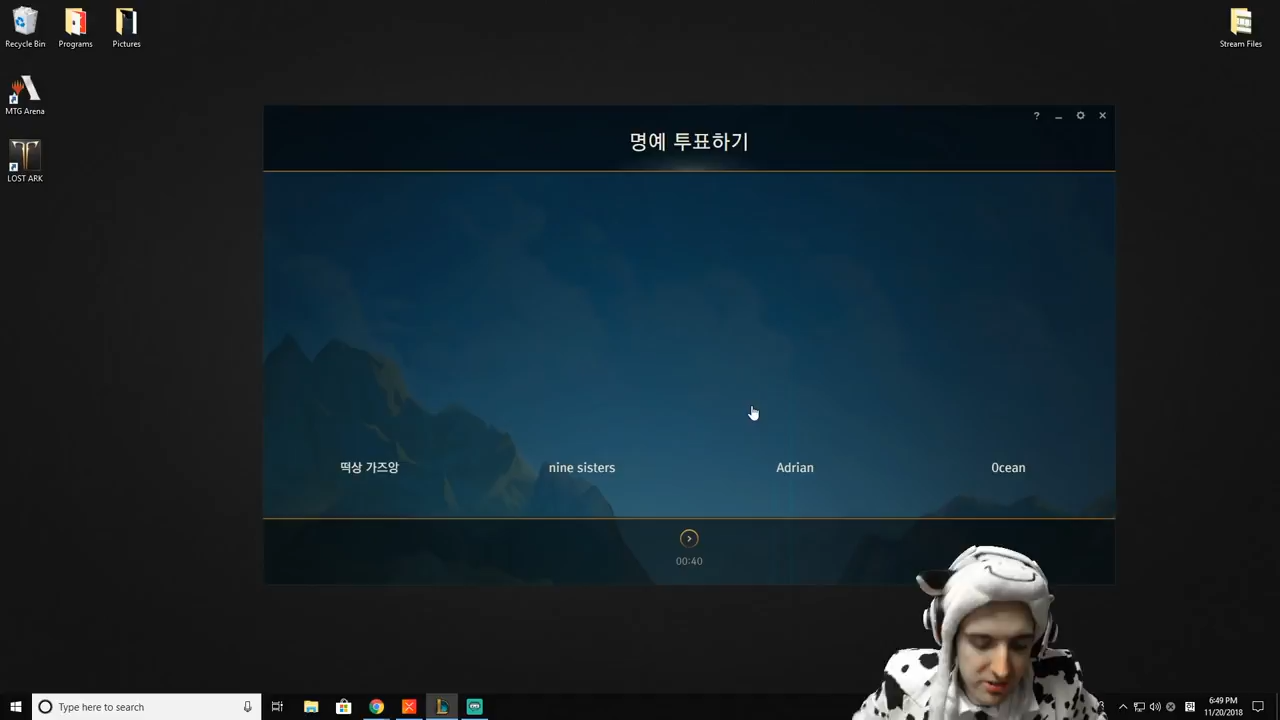 Recycle Bin
Programs
Pictures
Stream Files
MTG Arena
LOST ARK
?
명예 투표하기
떡상 가즈앙
nine sisters
Adrian
0cean
00:40
Type here to search
6:49 PM
11/20/2018